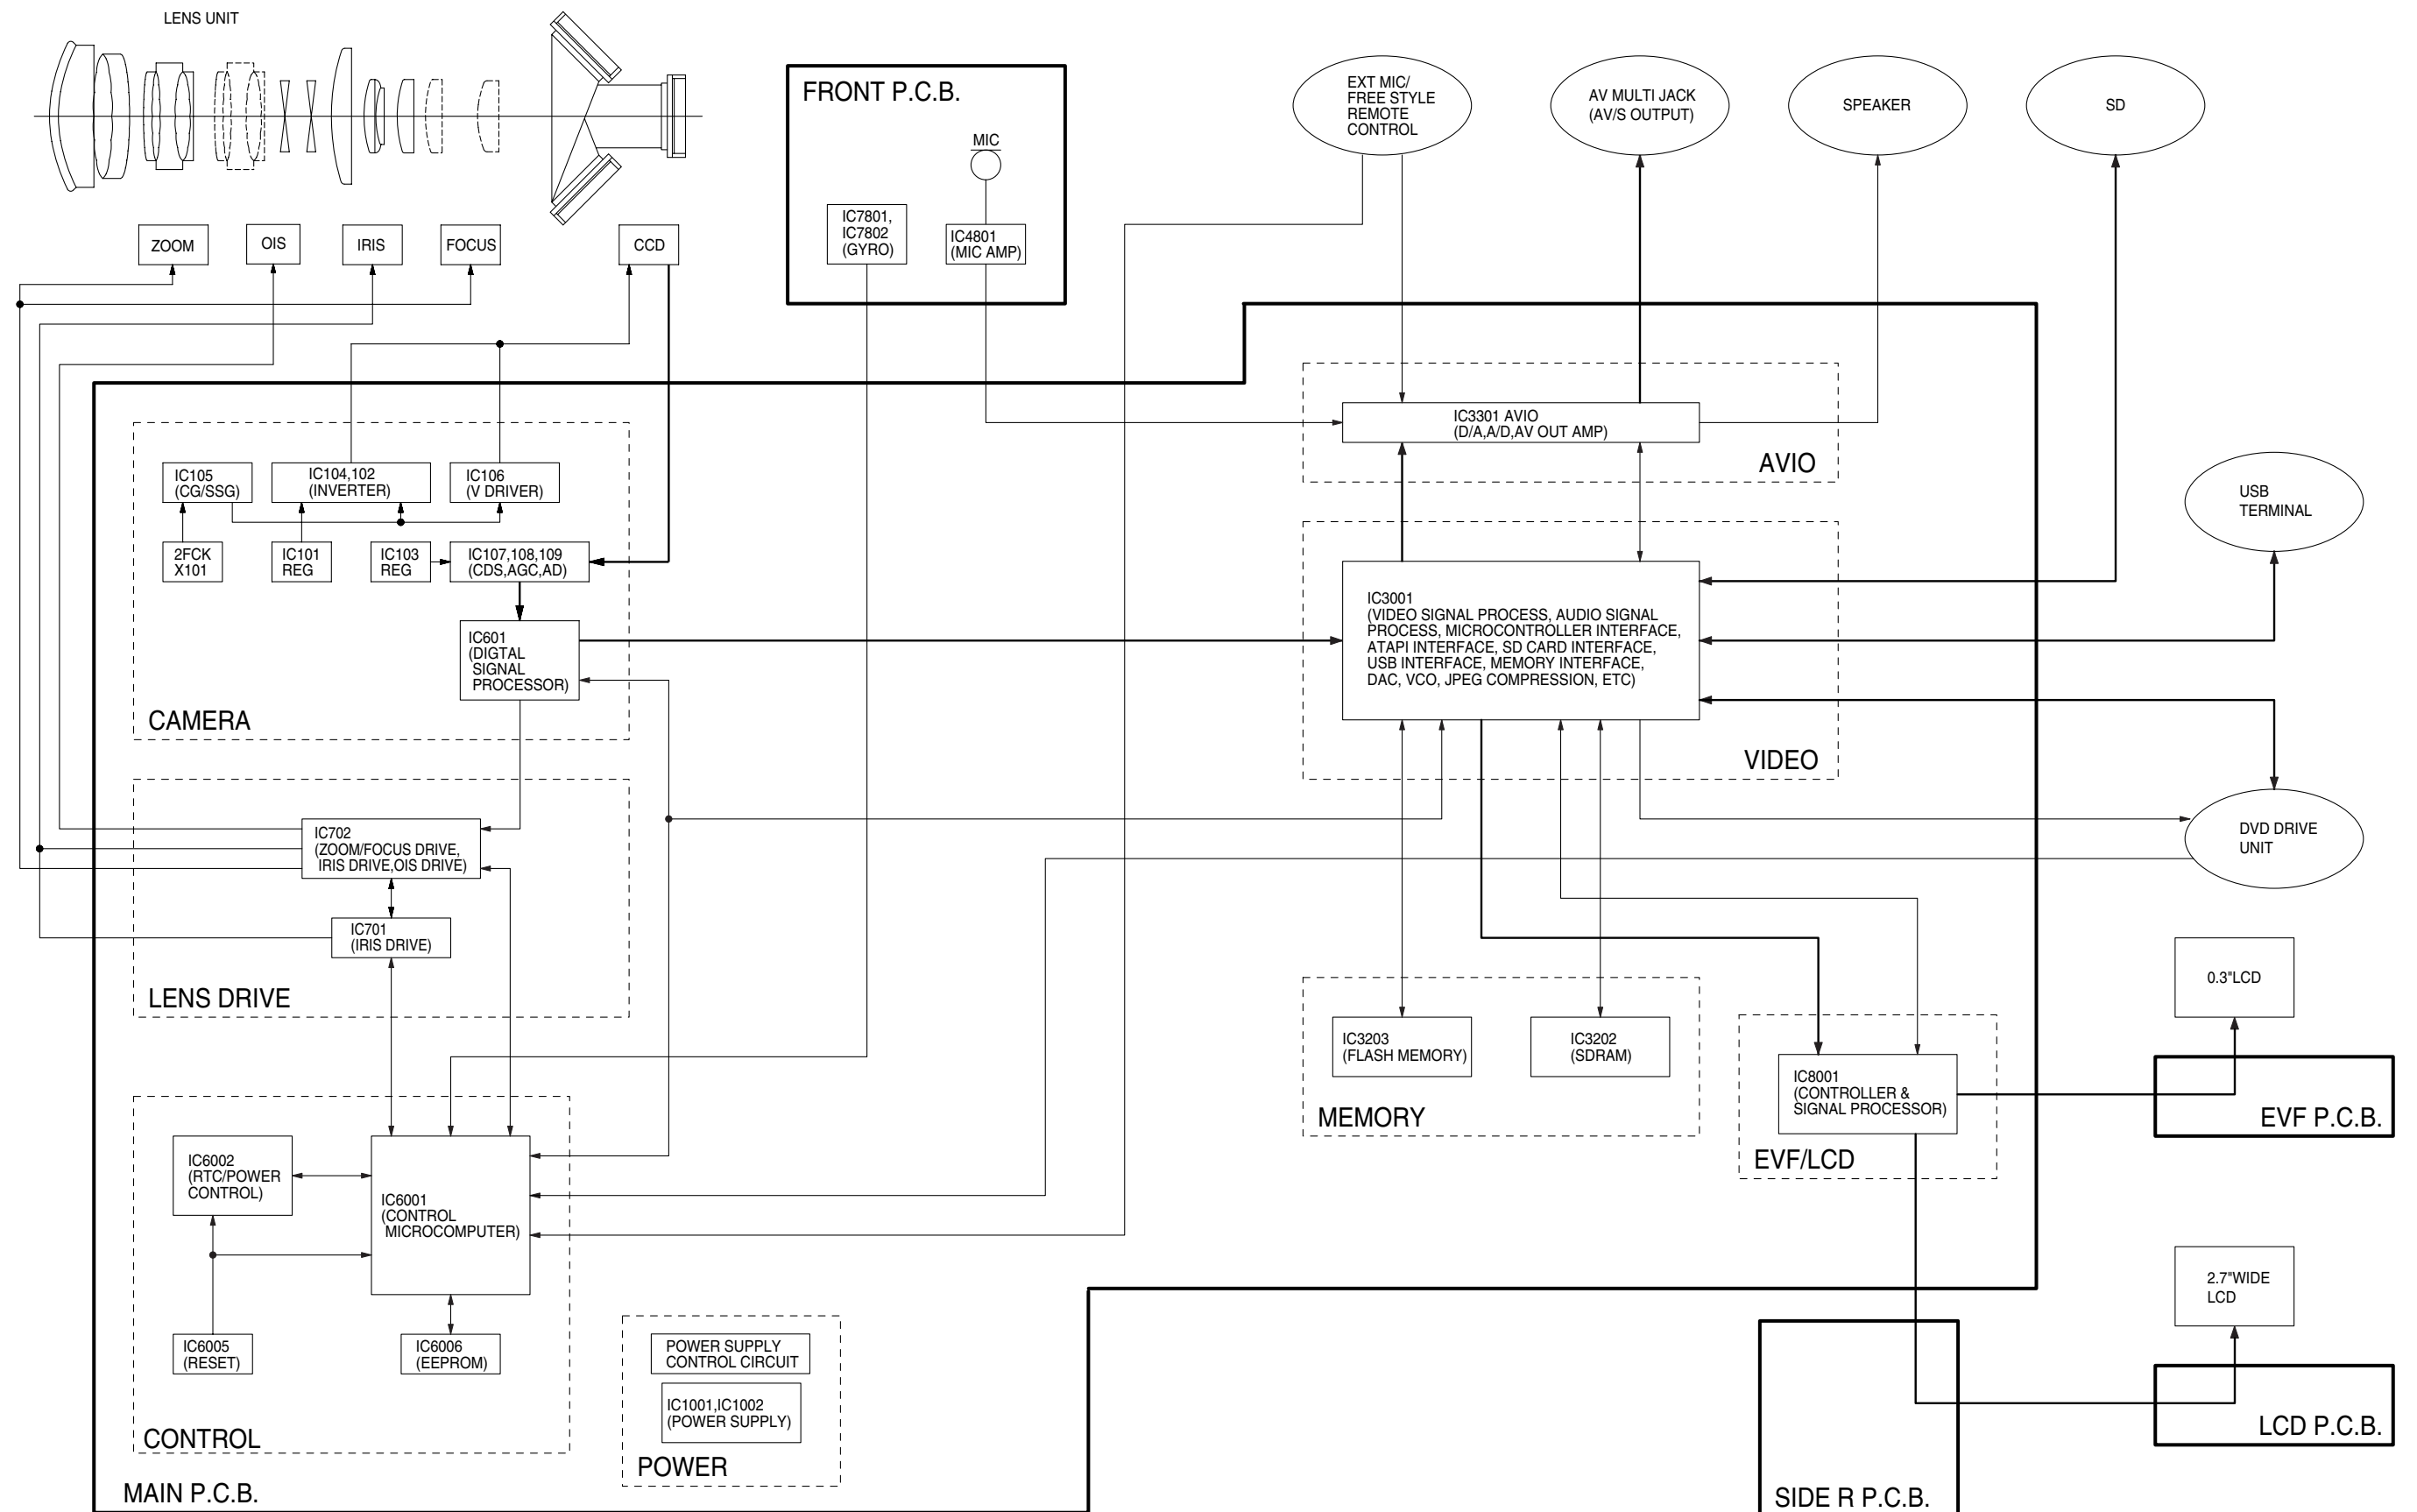 LENS UNIT
ZOOM
OIS
IRIS
FOCUS
CCD
FRONT P.C.B.
MIC
IC7801,
IC7802
(GYRO)
IC4801
(MIC AMP)
EXT MIC/
FREE STYLE
REMOTE
CONTROL
AV MULTI JACK
(AV/S OUTPUT)
SPEAKER
SD
IC3301 AVIO
(D/A,A/D,AV OUT AMP)
AVIO
IC105
(CG/SSG)
IC104,102
(INVERTER)
IC106
(V DRIVER)
2FCK
X101
IC101
REG
IC103
REG
IC107,108,109
(CDS,AGC,AD)
IC601
(DIGTAL
SIGNAL
PROCESSOR)
CAMERA
IC3001
(VIDEO SIGNAL PROCESS, AUDIO SIGNAL
PROCESS, MICROCONTROLLER INTERFACE,
ATAPI INTERFACE, SD CARD INTERFACE,
USB INTERFACE, MEMORY INTERFACE,
DAC, VCO, JPEG COMPRESSION, ETC)
VIDEO
USB
TERMINAL
DVD DRIVE
UNIT
IC702
(ZOOM/FOCUS DRIVE,
IRIS DRIVE,OIS DRIVE)
IC701
(IRIS DRIVE)
LENS DRIVE
IC3203
(FLASH MEMORY)
IC3202
(SDRAM)
MEMORY
IC8001
(CONTROLLER &
SIGNAL PROCESSOR)
EVF/LCD
0.3"LCD
EVF P.C.B.
IC6002
(RTC/POWER
CONTROL)
IC6001
(CONTROL
MICROCOMPUTER)
IC6005
(RESET)
IC6006
(EEPROM)
CONTROL
POWER SUPPLY
CONTROL CIRCUIT
IC1001,IC1002
(POWER SUPPLY)
POWER
MAIN P.C.B.
2.7"WIDE
LCD
LCD P.C.B.
SIDE R P.C.B.